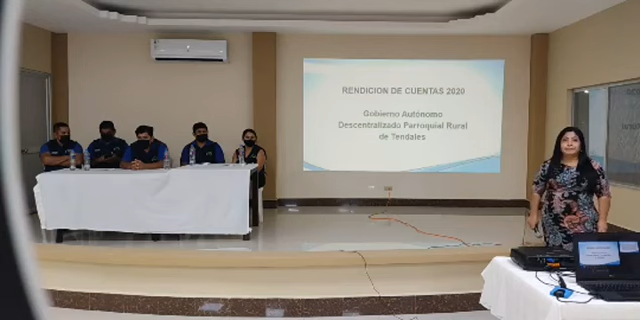 RENDICION DE CUENTAS 2020
Gobierno Autónomo
Descentralizado Parroquial Rural
de Tendales